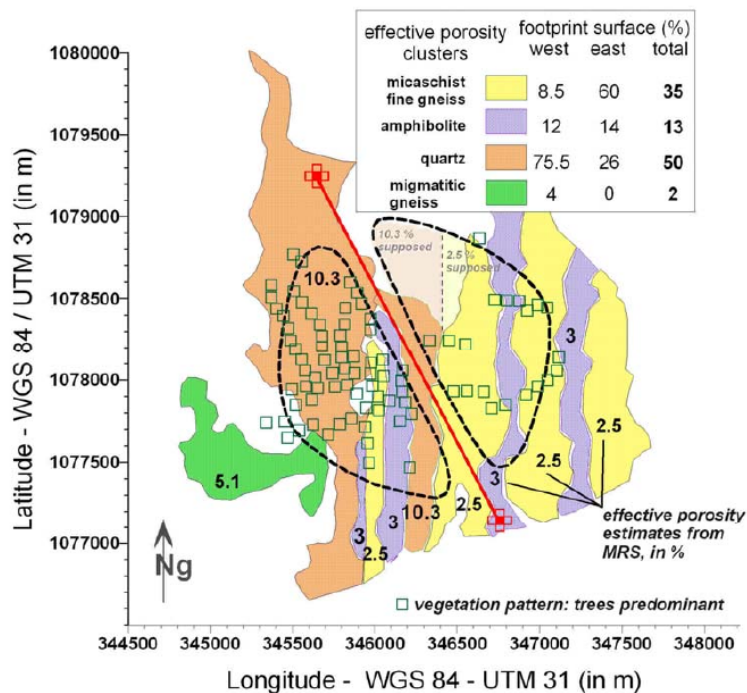 effective porosity footprint surface (%)
clusters west east total
micaschist
fine gneiss 8.5 60 35
amphibolite 12 14 13
quartz 75.5 26 50
migmatitic
gneiss 4 0 2
1080000
1079500
1079000
1078500
1078000
1077500
1077000
Latitude - WGS 84 / UTM 31 (in m)
10.3 %
supposed
2.5 %
supposed
10.3
3
2.5
2.5
5.1
3
2.5
10.3
3
2.5
3
effective porosity
estimates from
MRS, in %
Ng
vegetation pattern: trees predominant
344500 345000 345500 346000 346500 347000 347500 348000
Longitude - WGS 84 - UTM 31 (in m)